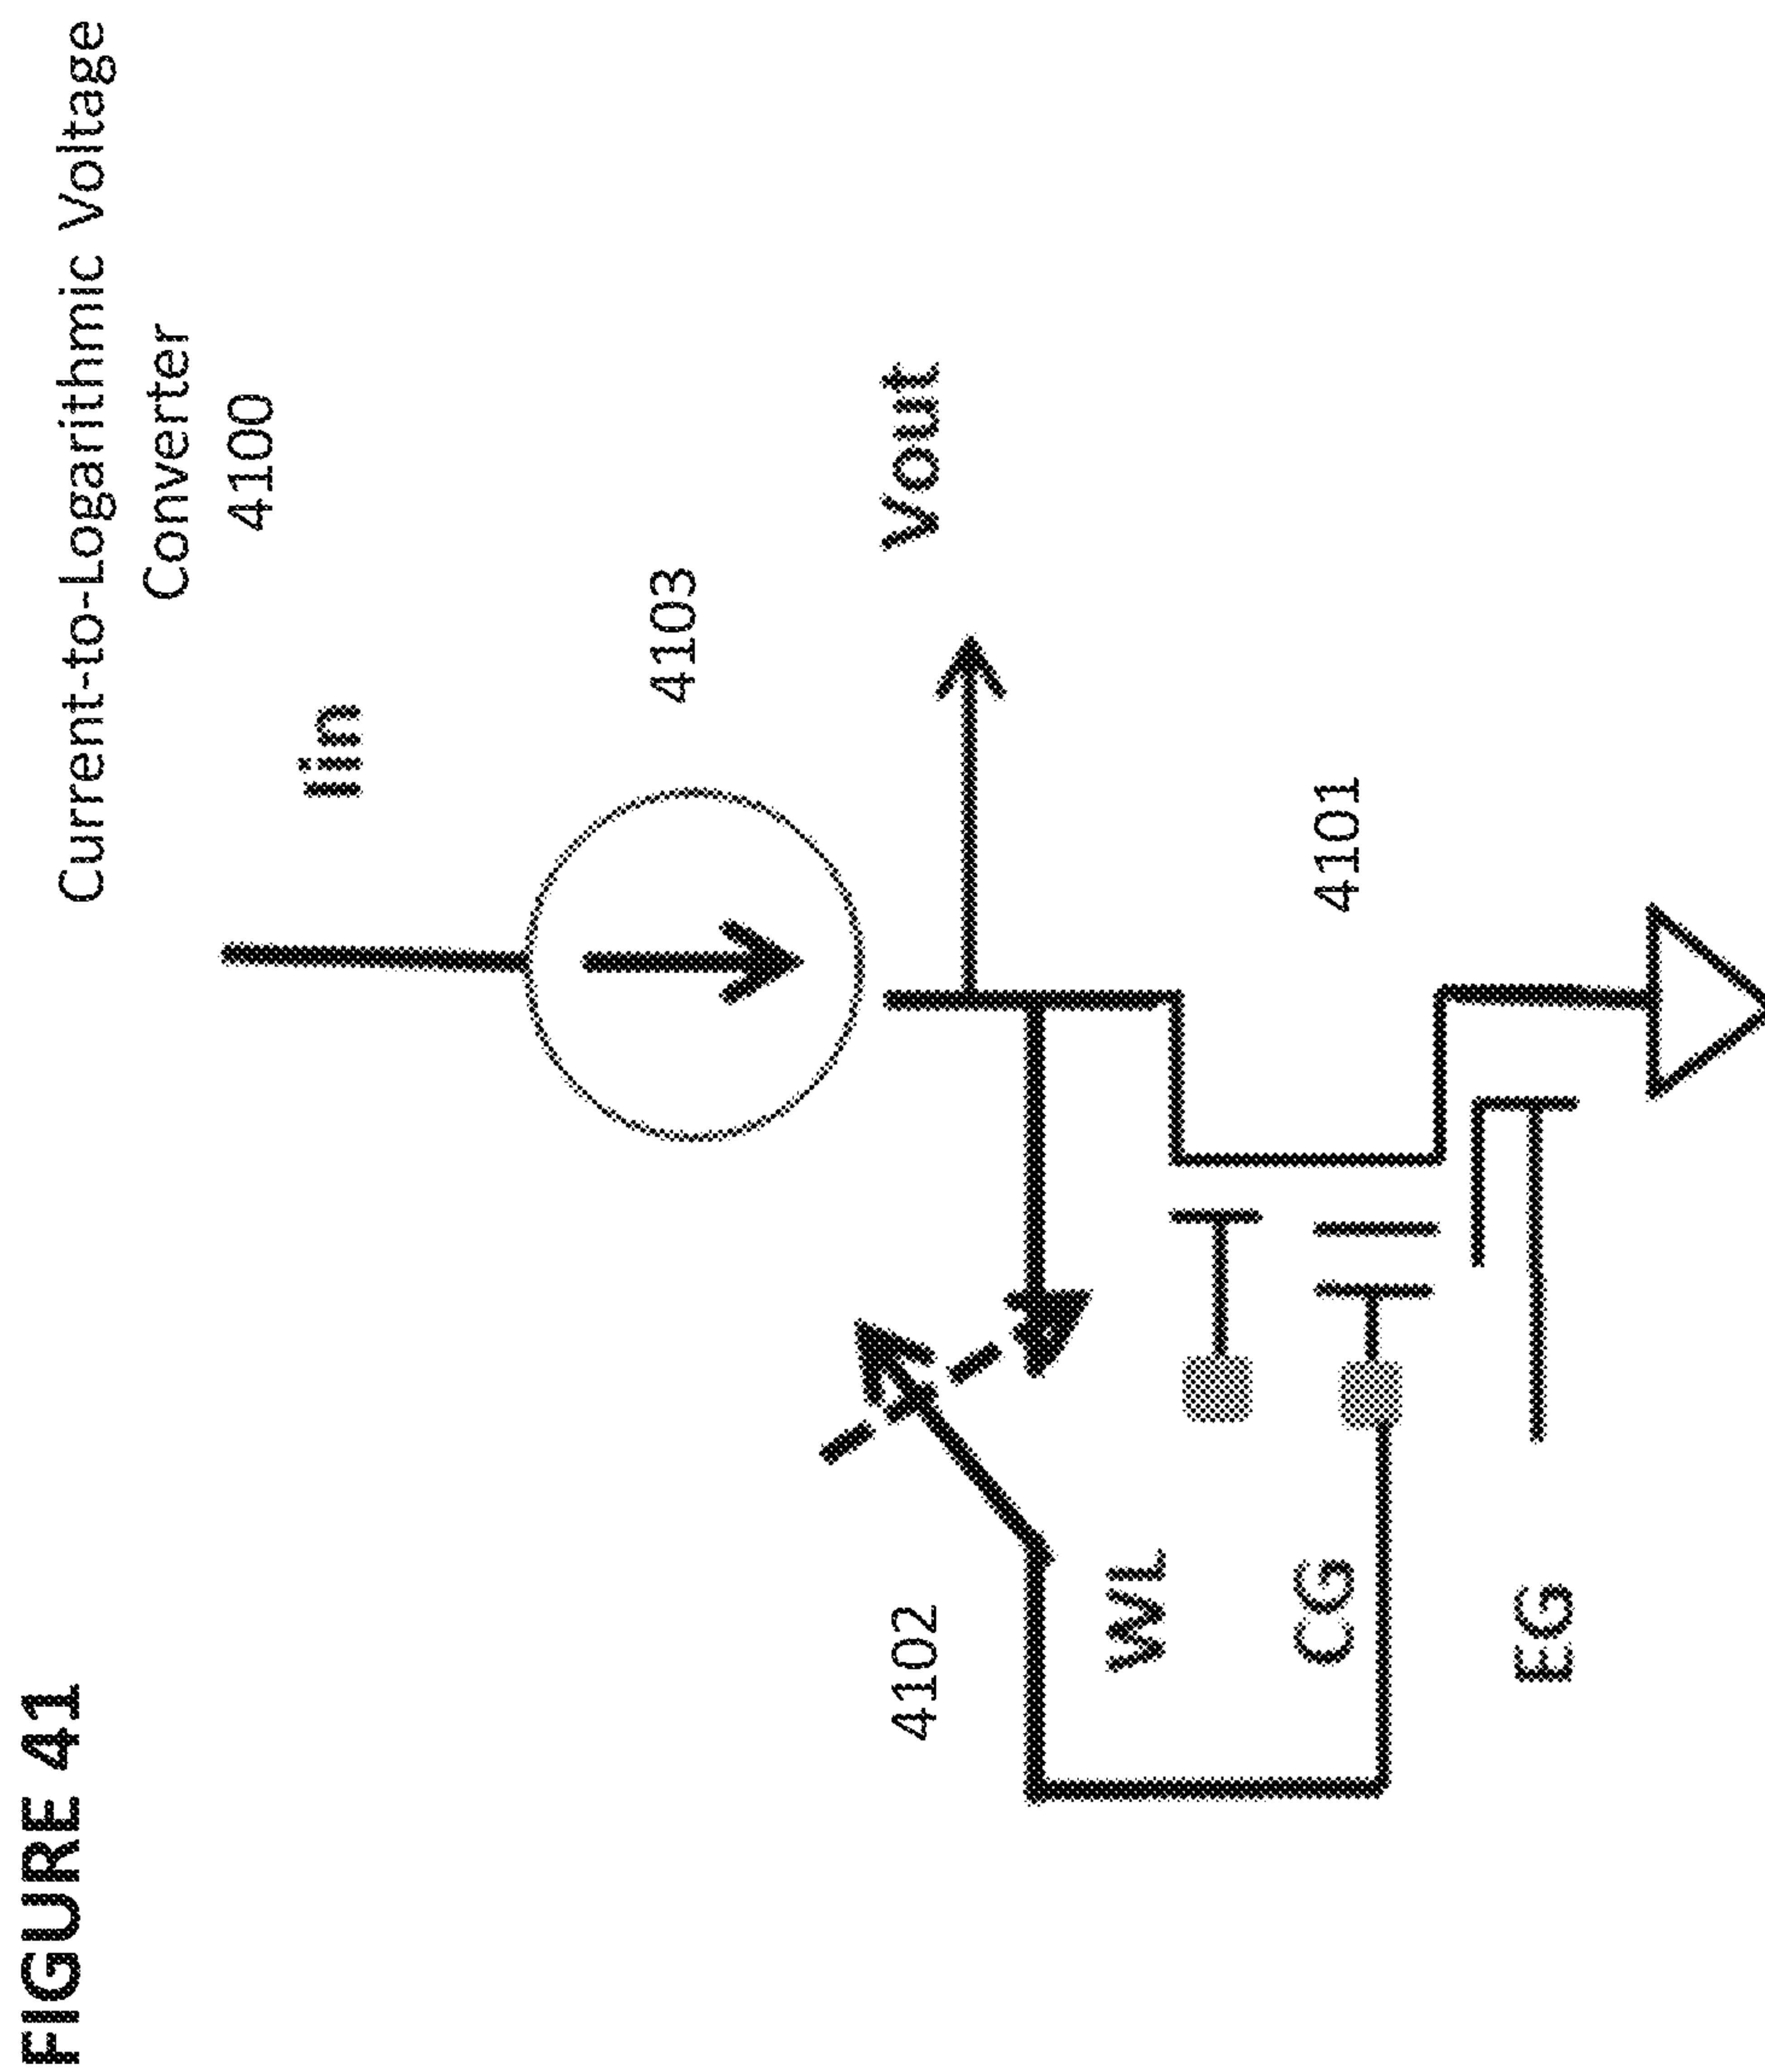 FIGURE 41
Current-to-Logarithmic Voltage
Converter
4100
Iin
4103
Vout
4102
WL
4101
CG
EG